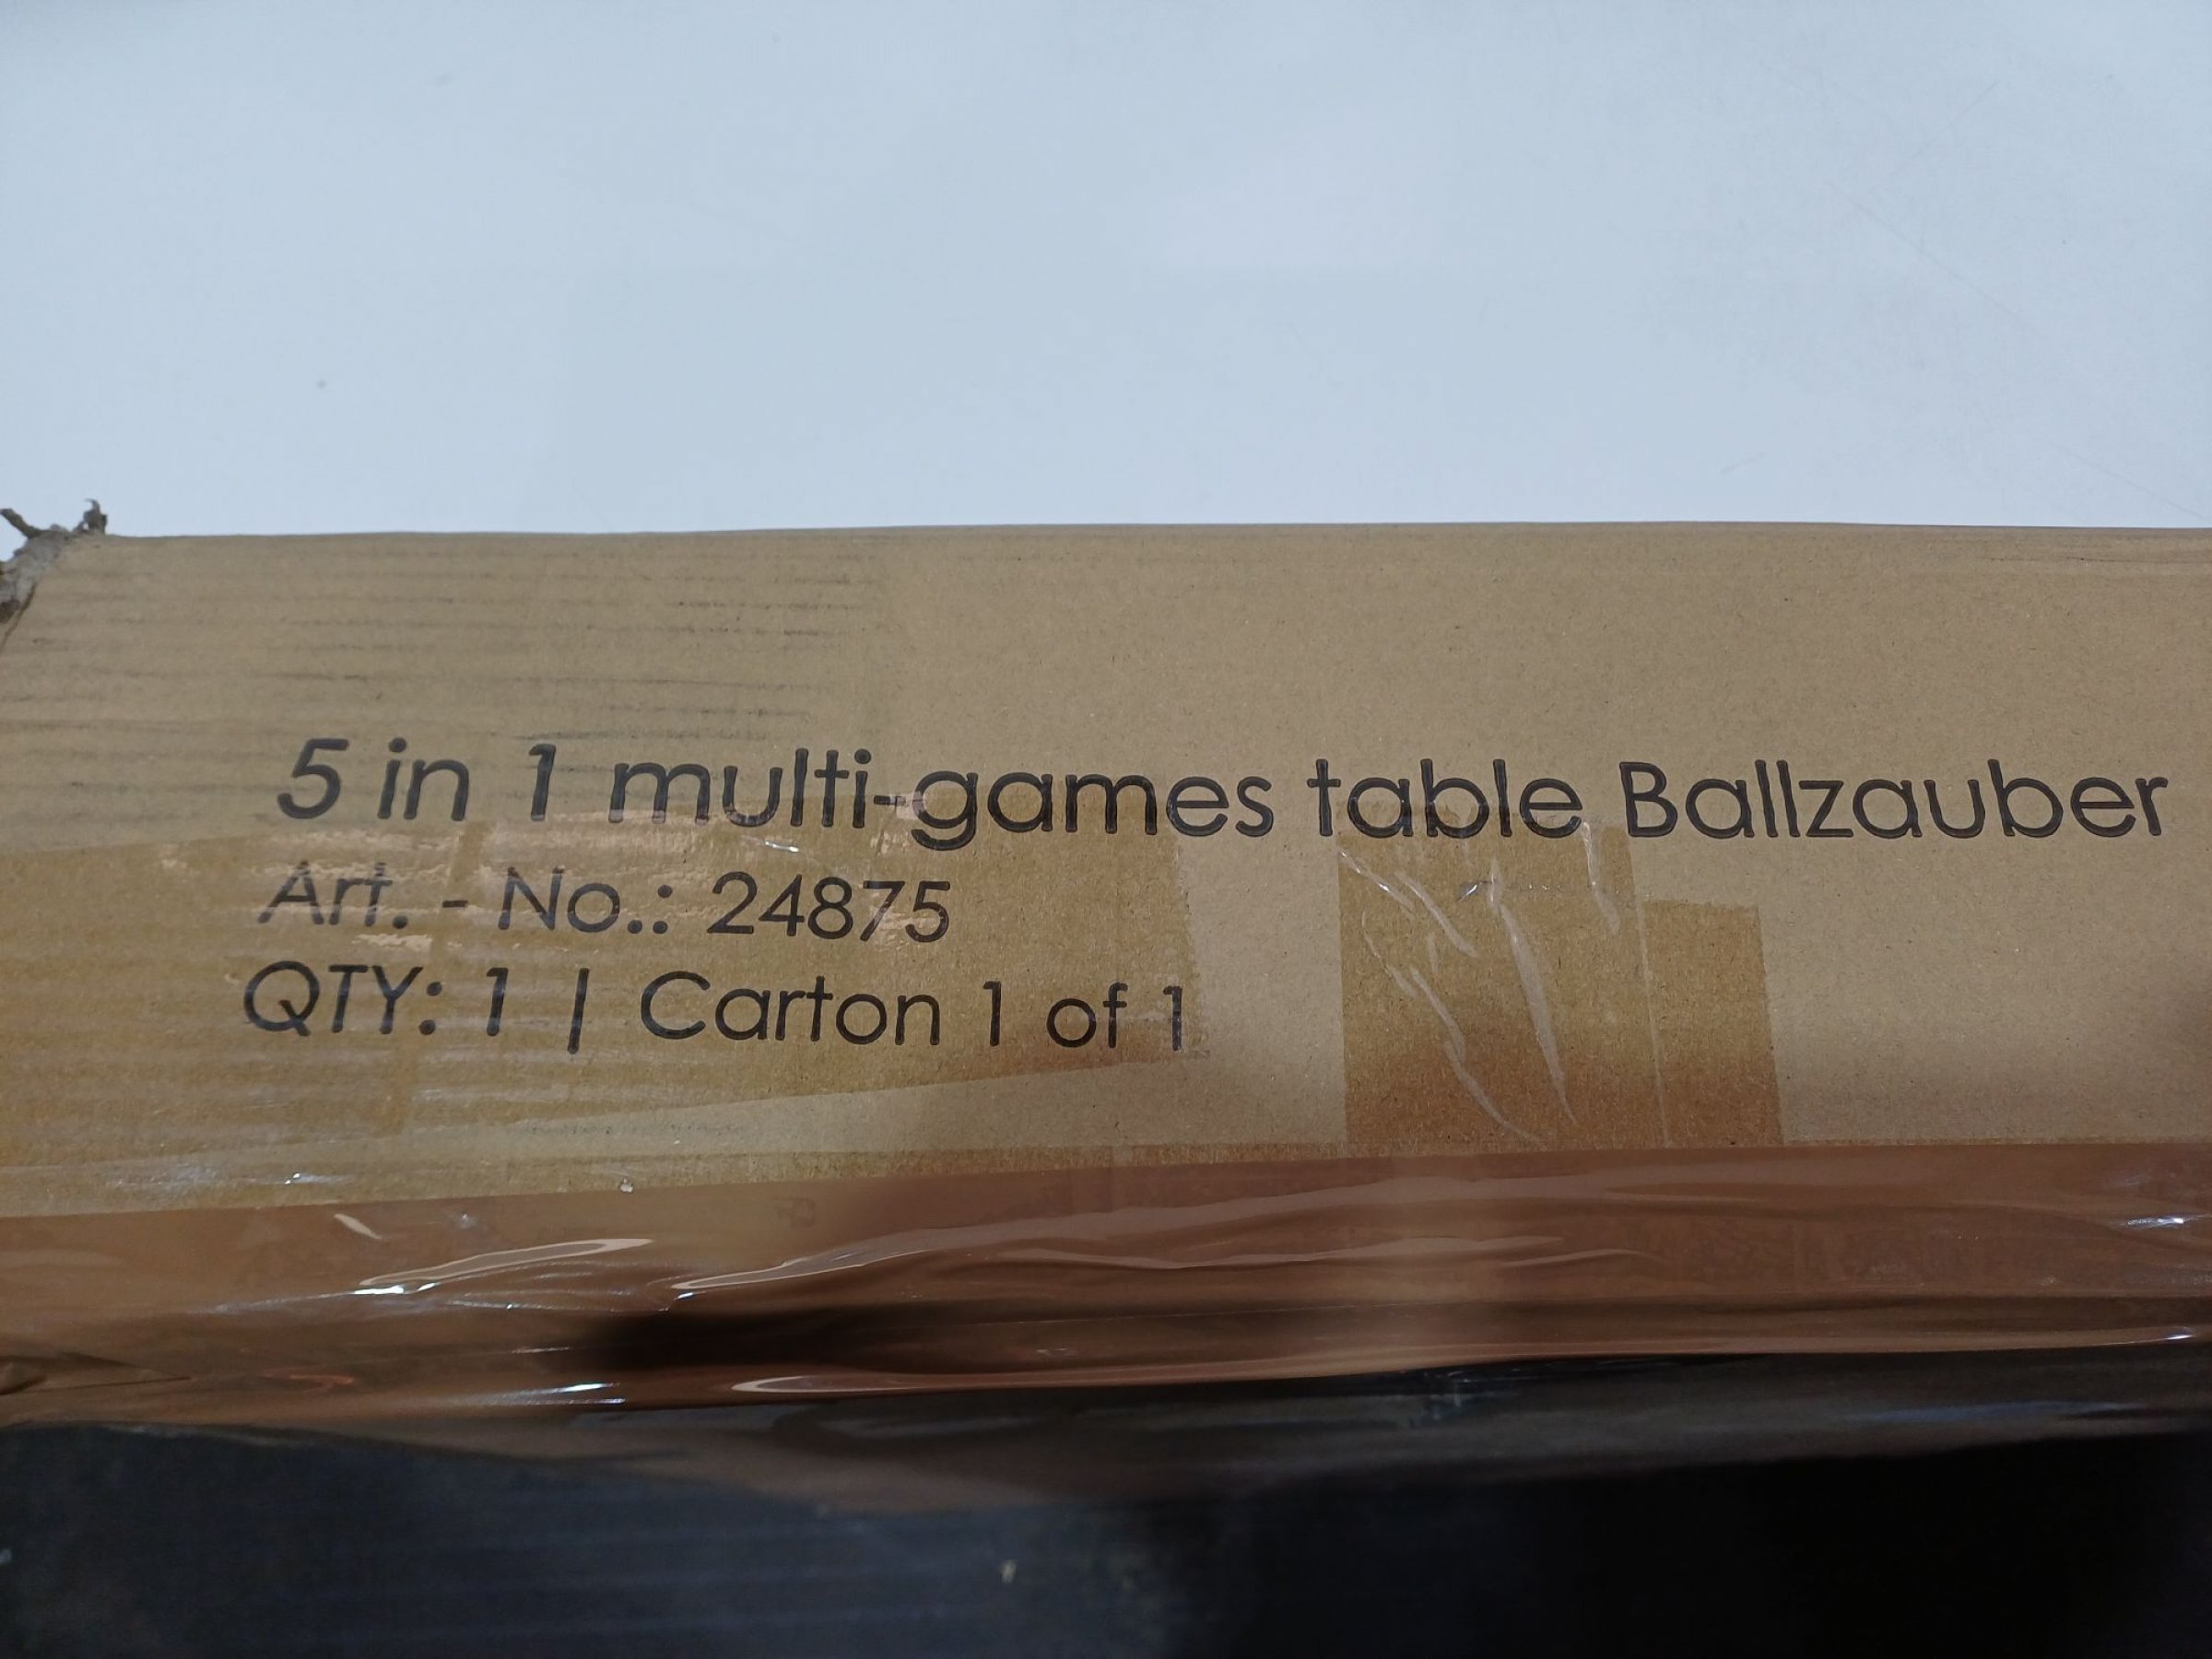 5 in 1 multi-games table Ballzauber
Art. - No.: 24875
QTY: 1 | Carton 1 of 1